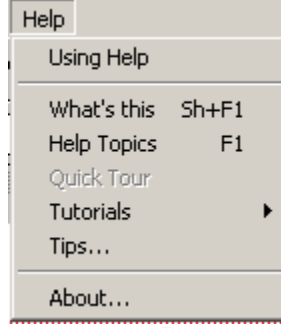 Help
Using Help
What's this Sh+F1
Help Topics F1
Quick Tour
Tutorials
Tips...
About...